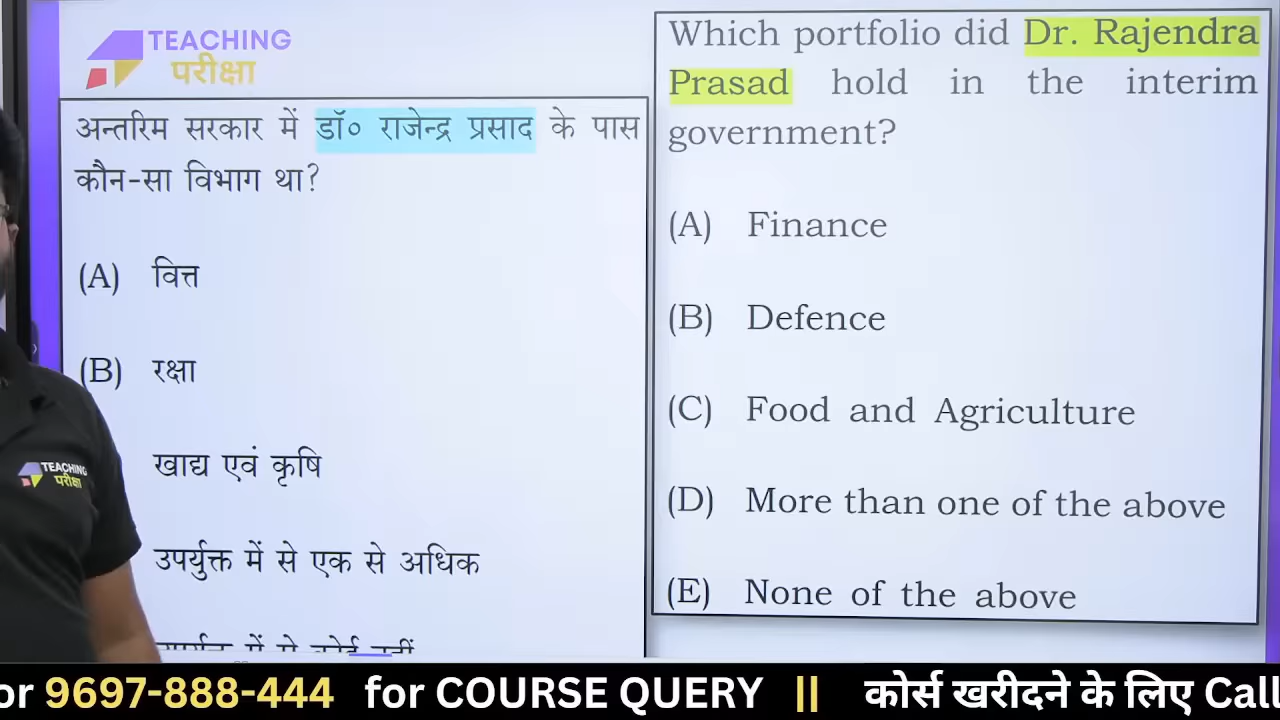 TEACHING
परीक्षा
अन्तरिम सरकार में डॉ० राजेन्द्र प्रसाद के पास
कौन-सा विभाग था?
(A) वित्त
(B) रक्षा
खाद्य एवं कृषि
उपर्युक्त में से एक से अधिक
Which portfolio did Dr. Rajendra
Prasad hold in the interim
government?
(A) Finance
(B) Defence
(C) Food and Agriculture
(D) More than one of the above
(E) None of the above
TEACHING
परीक्षा
or 9697-888-444 for COURSE QUERY || कोर्स खरीदने के लिए Call